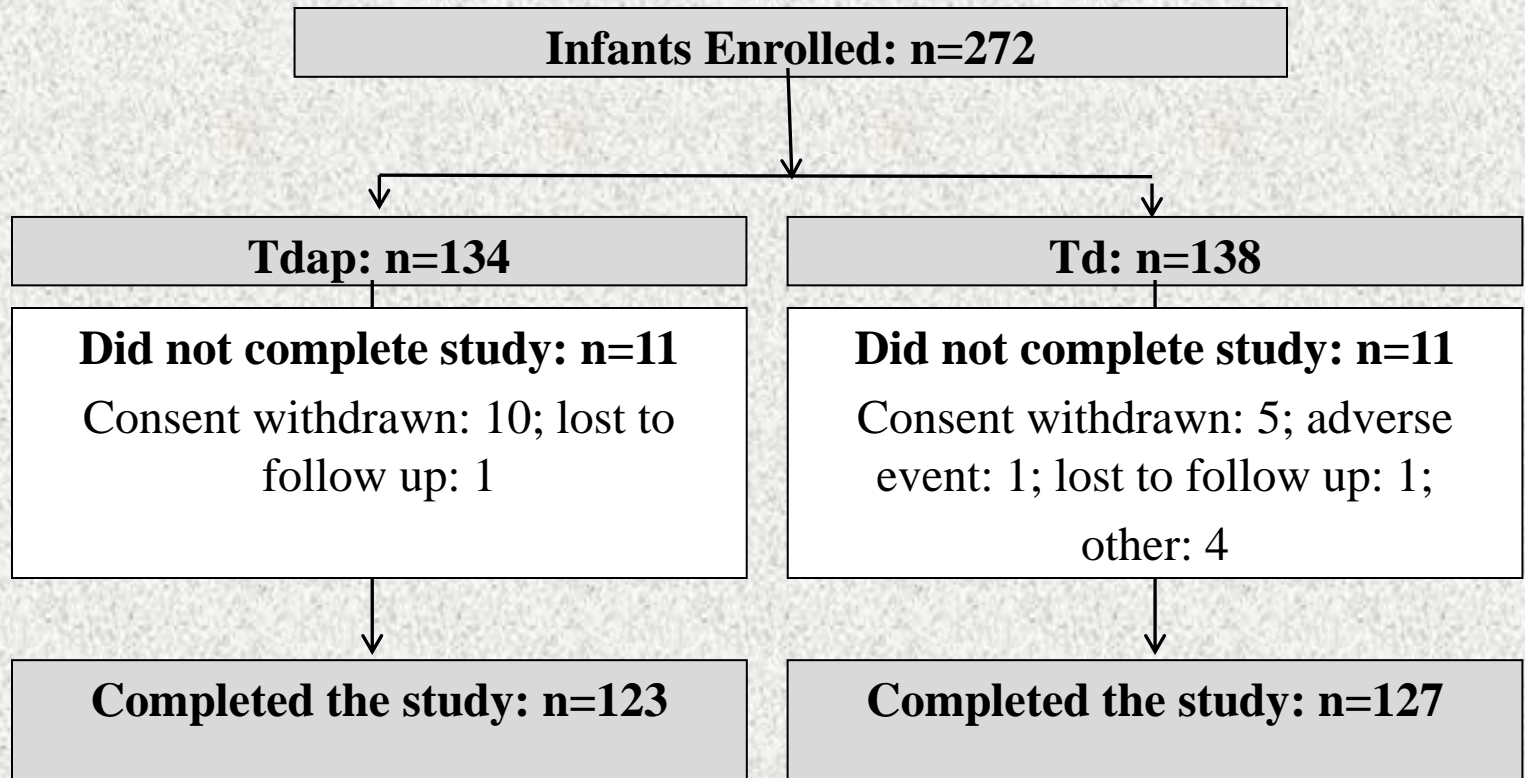 Infants Enrolled: n=272
Tdap: n=134
Did not complete study: n=11
Consent withdrawn: 10; lost to
follow up: 1
Completed the study: n=123
Td: n=138
Did not complete study: n=11
Consent withdrawn: 5; adverse
event: 1; lost to follow up: 1;
other: 4
Completed the study: n=127